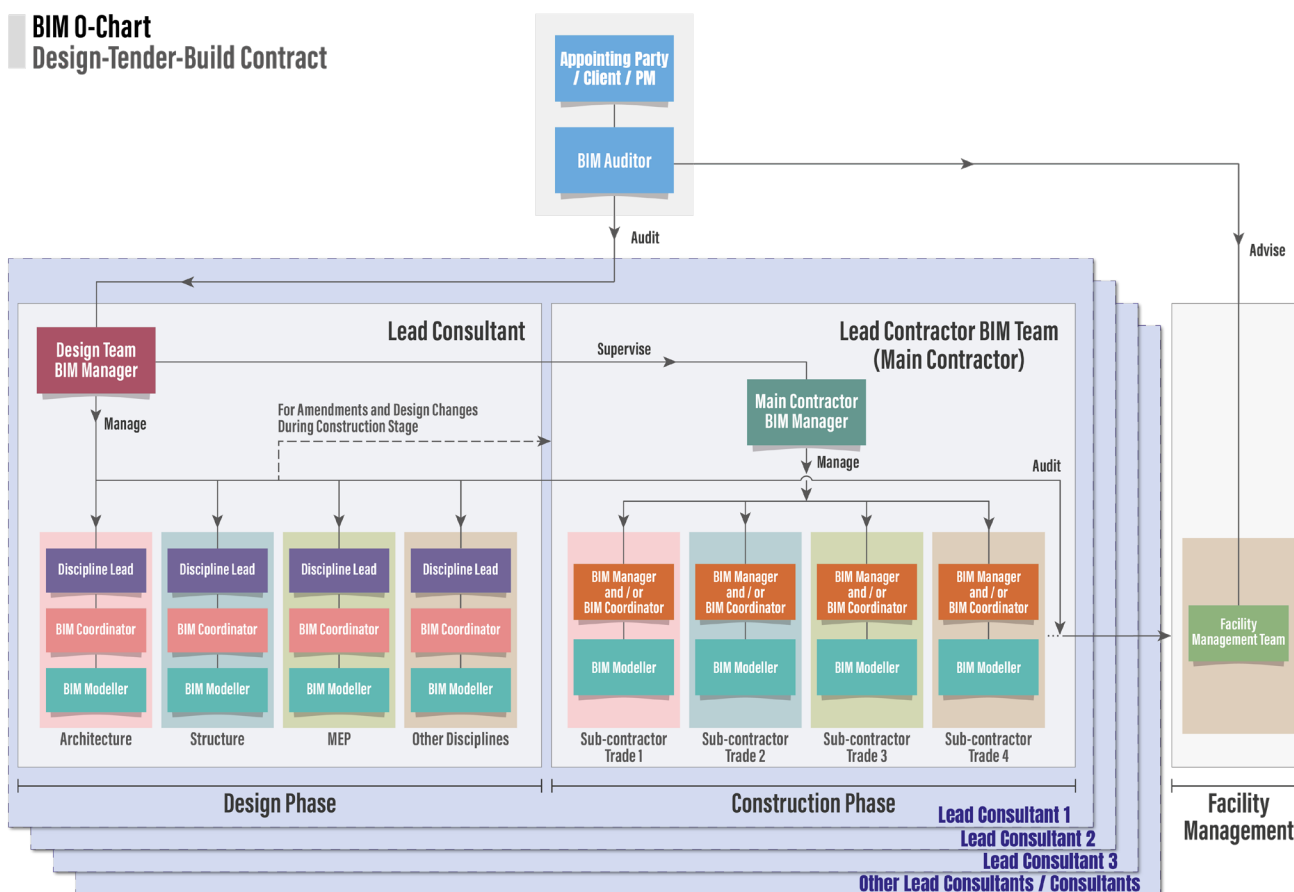 BIM O-Chart
Design-Tender-Build Contract
Appointing Party
/ Client / PM
BIM Auditor
Audit
Advise
Lead Consultant
Design Team
BIM Manager
Manage
Supervise
For Amendments and Design Changes
During Construction Stage
Lead Contractor BIM Team
(Main Contractor)
Main Contractor
BIM Manager
Manage
Audit
Discipline Lead
BIM Coordinator
BIM Modeller
Architecture
Discipline Lead
BIM Coordinator
BIM Modeller
Structure
Discipline Lead
BIM Coordinator
BIM Modeller
MEP
Discipline Lead
BIM Coordinator
BIM Modeller
Other Disciplines
BIM Manager
and / or
BIM Coordinator
BIM Modeller
Sub-contractor
Trade 1
BIM Manager
and / or
BIM Coordinator
BIM Modeller
Sub-contractor
Trade 2
BIM Manager
and / or
BIM Coordinator
BIM Modeller
Sub-contractor
Trade 3
BIM Manager
and / or
BIM Coordinator
BIM Modeller
Sub-contractor
Trade 4
Facility
Management Team
Design Phase
Construction Phase
Facility
Management
Lead Consultant 1
Lead Consultant 2
Lead Consultant 3
Other Lead Consultants / Consultants